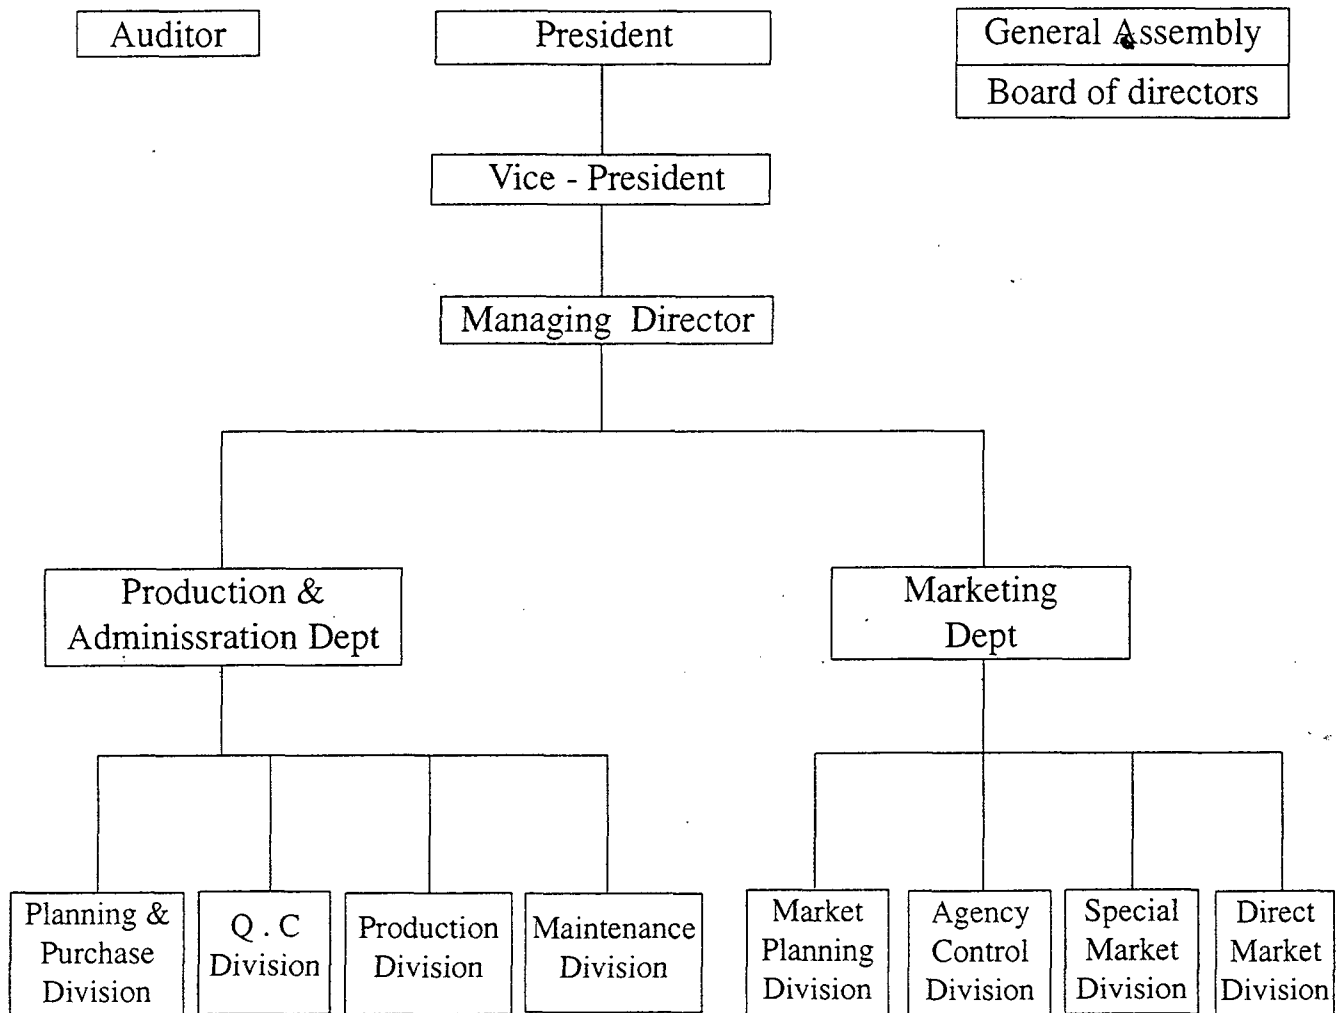 Auditor
President
General Assembly
Board of directors
Vice - President
Managing Director
Production &
Adminissration Dept
Marketing
Dept
Planning &
Purchase
Division
Q . C
Division
Production
Division
Maintenance
Division
Market
Planning
Division
Agency
Control
Division
Special
Market
Division
Direct
Market
Division